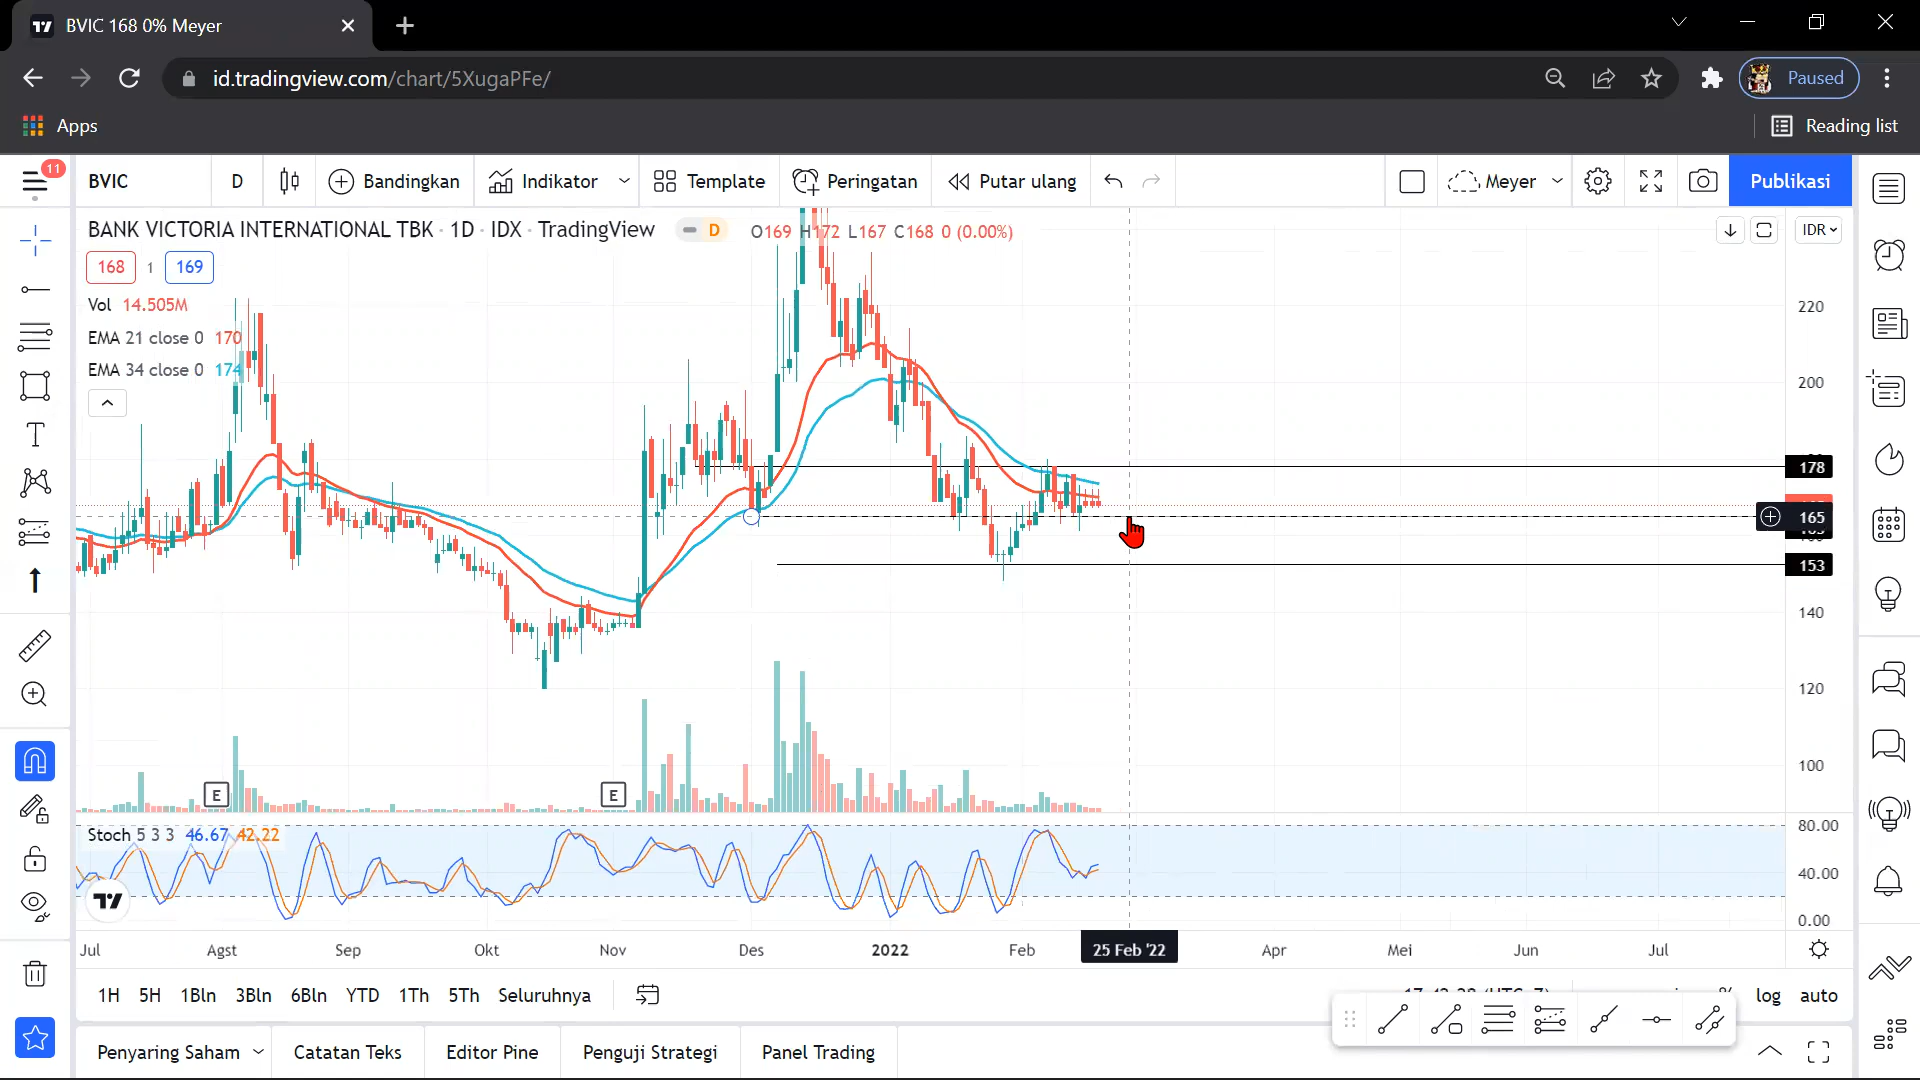 BVIC 168 0% Meyer
id.tradingview.com/chart/5XugaPFe/
Paused
Apps
Reading list
11
BVIC D Bandingkan Indikator Template Peringatan Putar ulang Meyer Publikasi
BANK VICTORIA INTERNATIONAL TBK · 1D · IDX · TradingView D O169 H172 L167 C168 0 (0.00%)
IDR
168 1 169
Vol 14.505M
EMA 21 close 0 170
EMA 34 close 0 174
220
200
178
165
153
140
120
100
E E
Stoch 5 3 3 46.67 42.22
80.00
40.00
0.00
Jul Agst Sep Okt Nov Des 2022 Feb 25 Feb '22 Apr Mei Jun Jul
1H 5H 1Bln 3Bln 6Bln YTD 1Th 5Th Seluruhnya
log auto
Penyaring Saham Catatan Teks Editor Pine Penguji Strategi Panel Trading